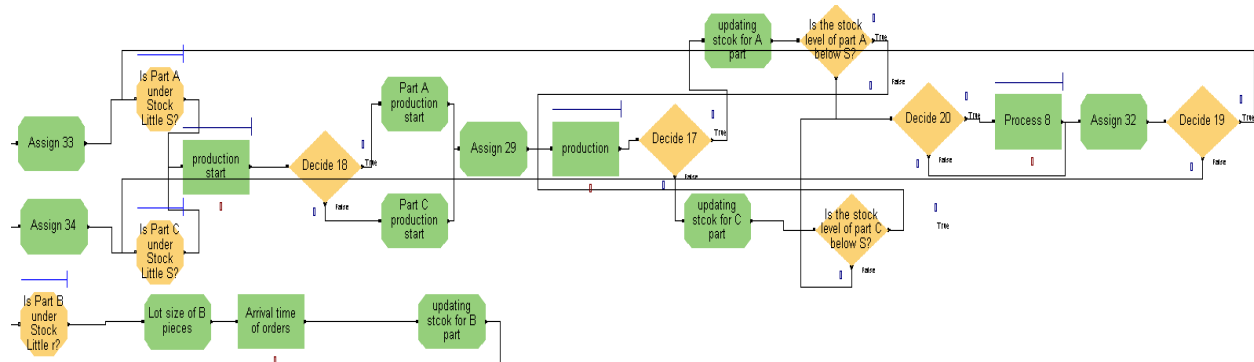 updating
stcok for A
part
Is the stock
level of part A
below S?
True
False
Is Part A
under
Stock
Little S?
Part A
production
start
Assign 33
production
start
Decide 18
True
False
Assign 29
production
Decide 17
True
False
Decide 20
True
False
Process 8
Assign 32
Decide 19
True
False
Assign 34
Is Part C
under
Stock
Little S?
Part C
production
start
updating
stcok for C
part
Is the stock
level of part C
below S?
True
False
Is Part B
under
Stock
Little r?
Lot size of B
pieces
Arrival time
of orders
updating
stcok for B
part